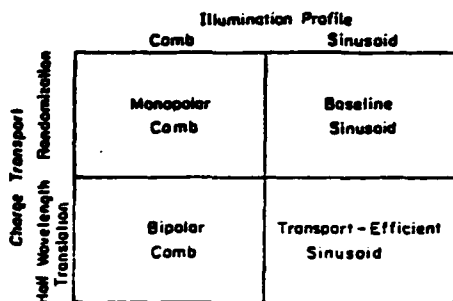 Illumination Profile
Comb Sinusoid
Charge Transport
Randomization
Monopolar Baseline
Comb Sinusoid
Half Wavelength
Translation
Bipolar Transport-Efficient
Comb Sinusoid